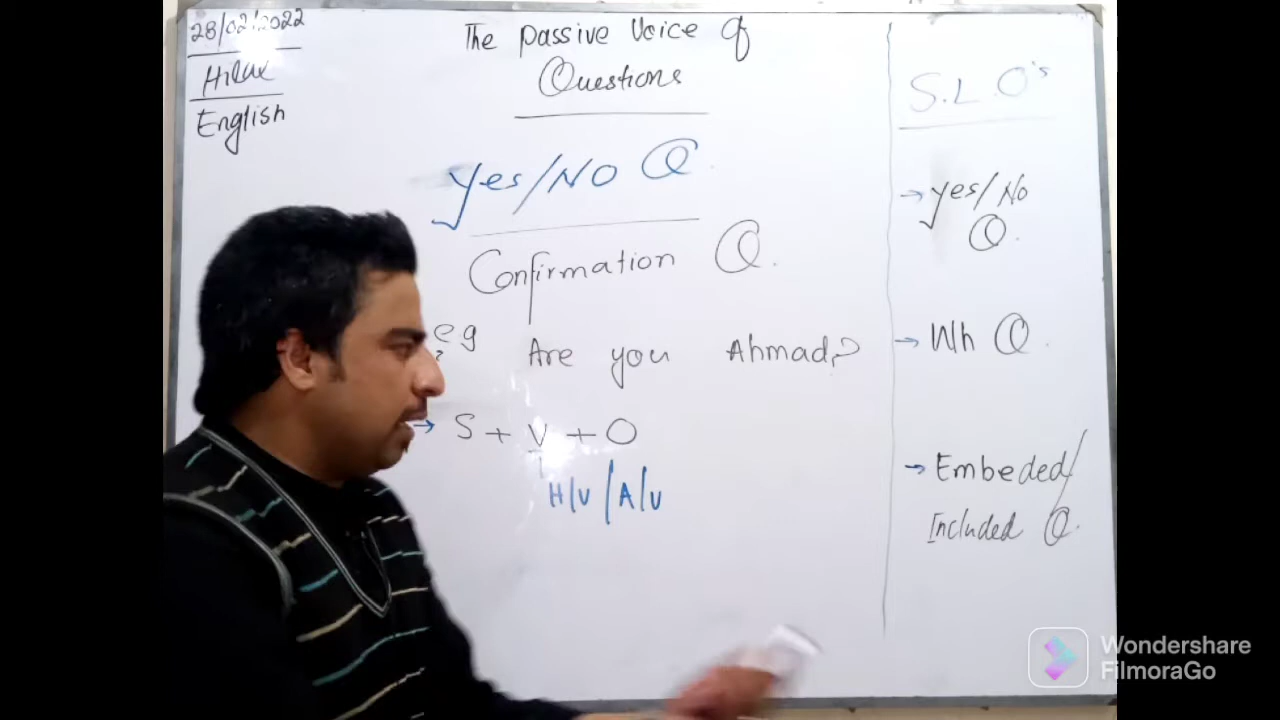 28/02/2022
Hilal
English
The Passive Voice of
Questions
Yes/NO Q.
Confirmation Q.
eg Are you Ahmad?
→ S + V + O
H/v / A/v
S.L.O's
→ Yes/No
Q.
→ Wh Q.
→ Embeded/
Included Q.
Wondershare
FilmoraGo